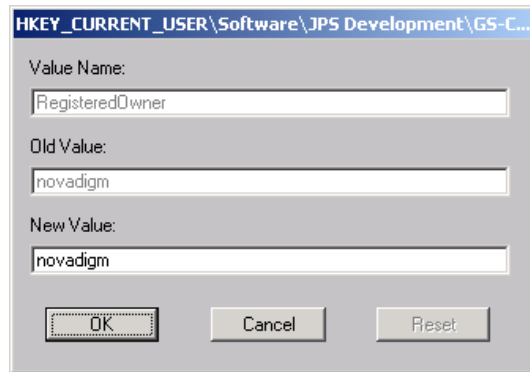 HKEY_CURRENT_USER\Software\JPS Development\GS-C...
Value Name:
RegisteredOwner
Old Value:
novadigm
New Value:
novadigm
OK Cancel Reset